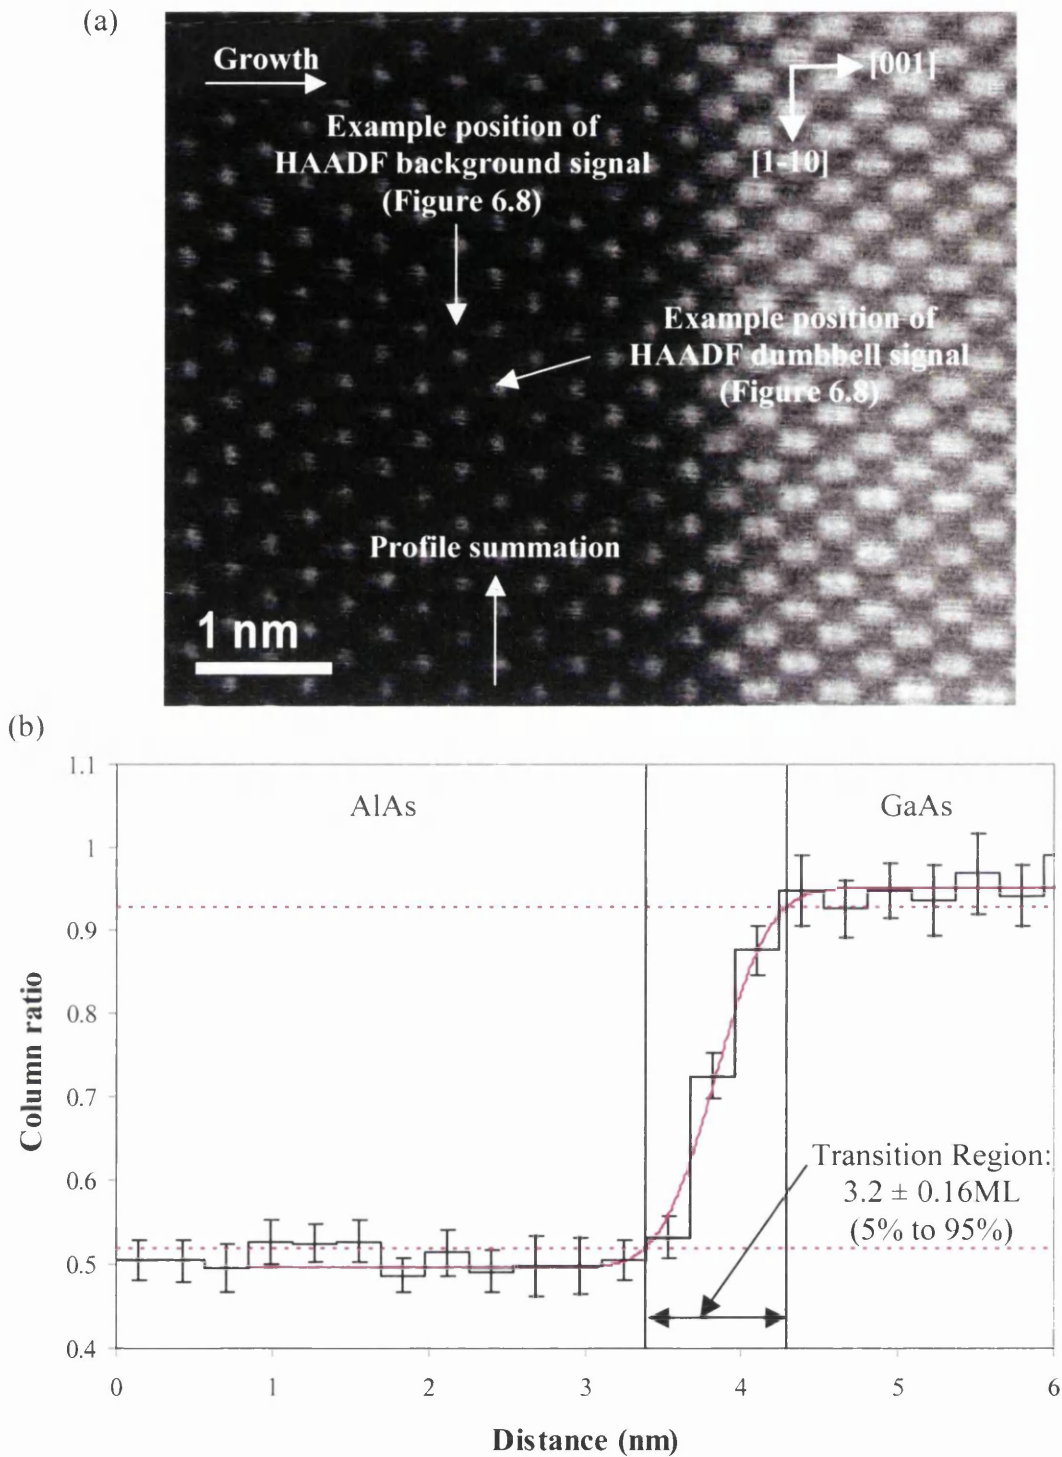 (a)
Growth
[001]
[1-10]
Example position of
HAADF background signal
(Figure 6.8)
Example position of
HAADF dumbbell signal
(Figure 6.8)
Profile summation
1 nm
(b)
1.1
1
0.9
0.8
0.7
0.6
0.5
0.4
Column ratio
AlAs
GaAs
Transition Region:
3.2 ± 0.16ML
(5% to 95%)
0 1 2 3 4 5 6
Distance (nm)